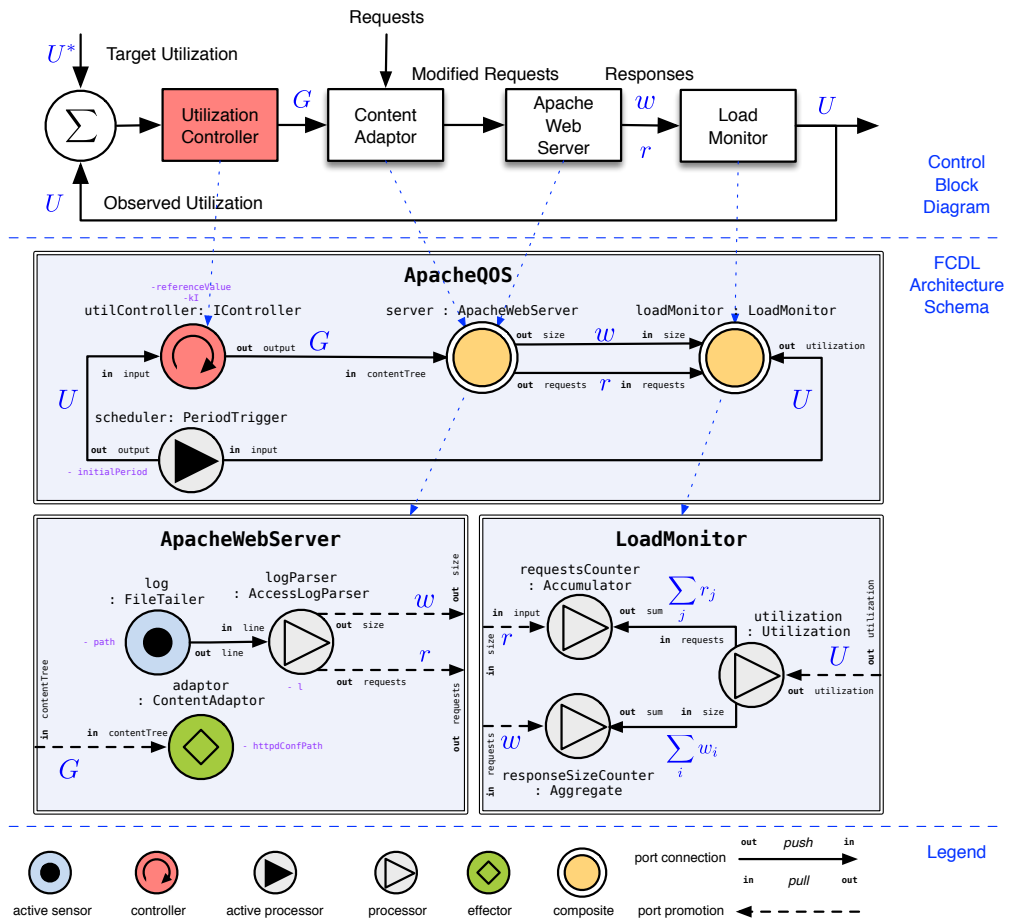 Requests
U*
Target Utilization
Σ
Utilization
Controller
G
Content
Adaptor
Modified Requests
Apache
Web
Server
Responses
w
r
Load
Monitor
U
U
Observed Utilization
Control
Block
Diagram
FCDL
Architecture
Schema
ApacheQOS
-referenceValue
-kI
utilController: IController
server : ApacheWebServer
loadMonitor : LoadMonitor
out output
G
in contentTree
out size
w
in size
out requests
r
in requests
out utilization
in input
U
U
scheduler: PeriodTrigger
out output
in input
- initialPeriod
ApacheWebServer
log
: FileTailer
logParser
: AccessLogParser
- path
in line
out line
out size
w
out size
r
out requests
- l
out requests
adaptor
: ContentAdaptor
in contentTree
in contentTree
G
- httpdConfPath
LoadMonitor
requestsCounter
: Accumulator
in input
r
in size
out sum
∑ r_j
j
in requests
utilization
: Utilization
U
out utilization
out utilization
in requests
w
out sum
in size
∑ w_i
i
responseSizeCounter
: Aggregate
Legend
active sensor
controller
active processor
processor
effector
composite
port connection
out push in
in pull out
port promotion